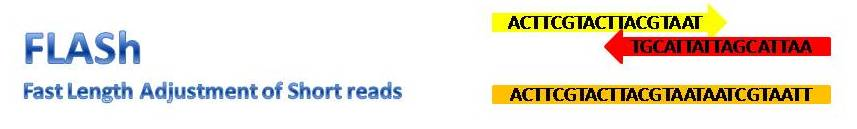 FLASh
Fast Length Adjustment of Short reads
ACTTCGTACTTACGTAAT
TGCATTATTAGCATTAA
ACTTCGTACTTACGTAATAATCGTAATT